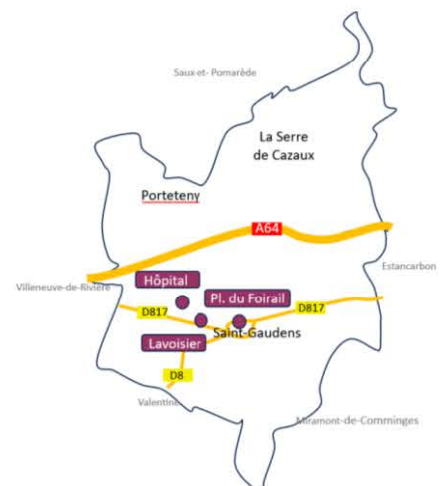 Saux-et- Pomarède
La Serre
de Cazaux
Porteteny
A64
Estancarbon
Villeneuve-de-Rivière
Hôpital
Pl. du Foirail
D817
D817
Saint-Gaudens
Lavoisier
D8
Valentine
Miramont-de-Comminges